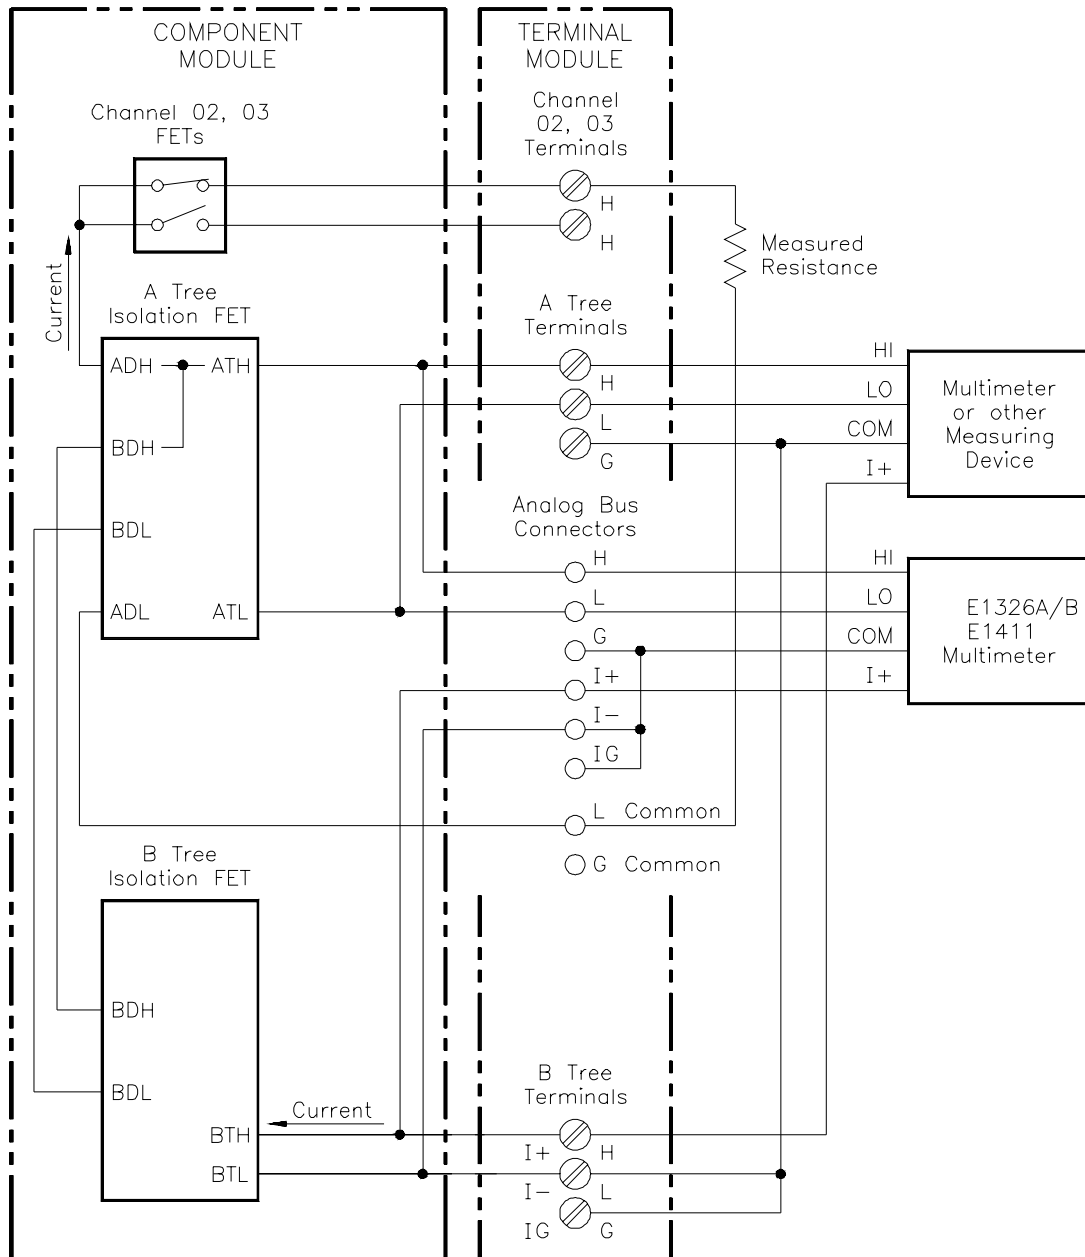 COMPONENT
MODULE
TERMINAL
MODULE
Channel 02, 03
FETs
Channel
02, 03
Terminals
H
H
Measured
Resistance
Current
A Tree
Isolation FET
A Tree
Terminals
ADH
ATH
BDH
BDL
ADL
ATL
H
L
G
HI
LO
COM
I+
Multimeter
or other
Measuring
Device
Analog Bus
Connectors
H
L
G
I+
I-
IG
L Common
G Common
HI
LO
COM
I+
E1326A/B
E1411
Multimeter
B Tree
Isolation FET
BDH
BDL
BTH
BTL
Current
B Tree
Terminals
I+ H
I- L
IG G